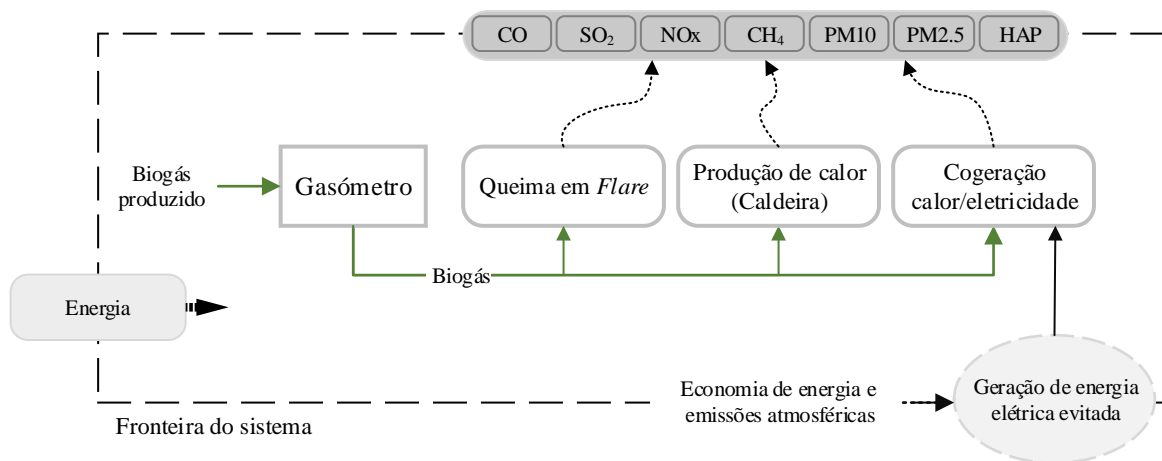 CO SO₂ NOx CH₄ PM10 PM2.5 HAP
Biogás
produzido
Gasómetro
Queima em Flare
Produção de calor
(Caldeira)
Cogeração
calor/eletricidade
Biogás
Energia
Economia de energia e
emissões atmosféricas
Geração de energia
elétrica evitada
Fronteira do sistema